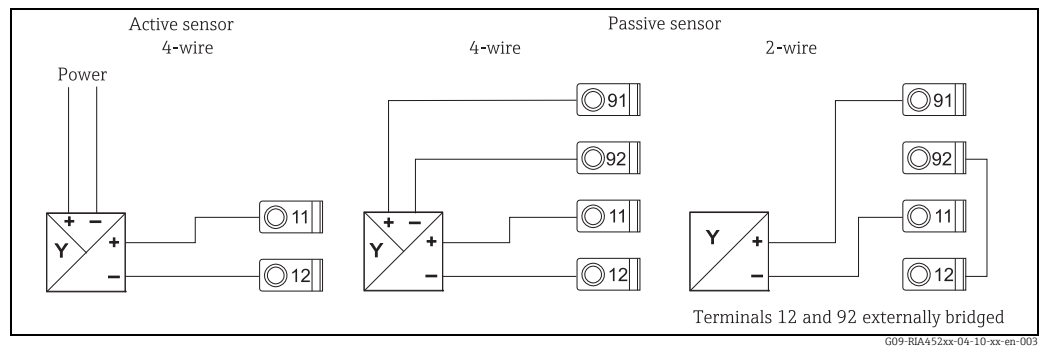 Active sensor
Passive sensor
4-wire
4-wire
2-wire
Power
91
91
92
92
+ −
Y
+
−
11
12
+ −
Y
+
−
11
12
Y
+
−
11
12
Terminals 12 and 92 externally bridged
G09-RIA452xx-04-10-xx-en-003